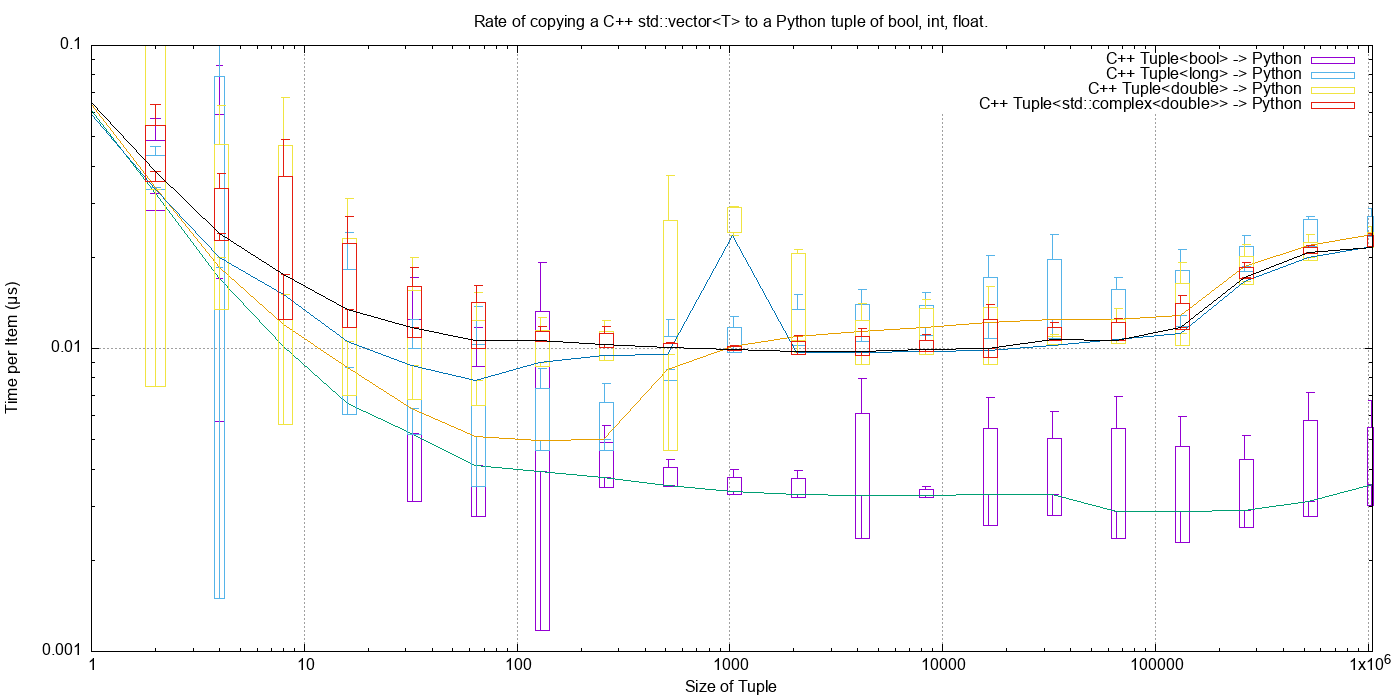 Rate of copying a C++ std::vector<T> to a Python tuple of bool, int, float.
0.1
C++ Tuple<bool> -> Python
C++ Tuple<long> -> Python
C++ Tuple<double> -> Python
C++ Tuple<std::complex<double>> -> Python
Time per Item (µs)
0.01
0.001
1 10 100 1000 10000 100000 1x10⁶
Size of Tuple